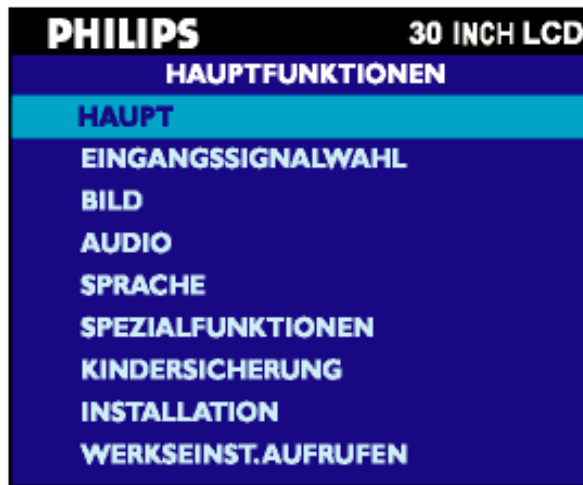 PHILIPS 30 INCH LCD
HAUPTFUNKTIONEN
HAUPT
EINGANGSSIGNALWAHL
BILD
AUDIO
SPRACHE
SPEZIALFUNKTIONEN
KINDERSICHERUNG
INSTALLATION
WERKSEINST.AUFRUFEN